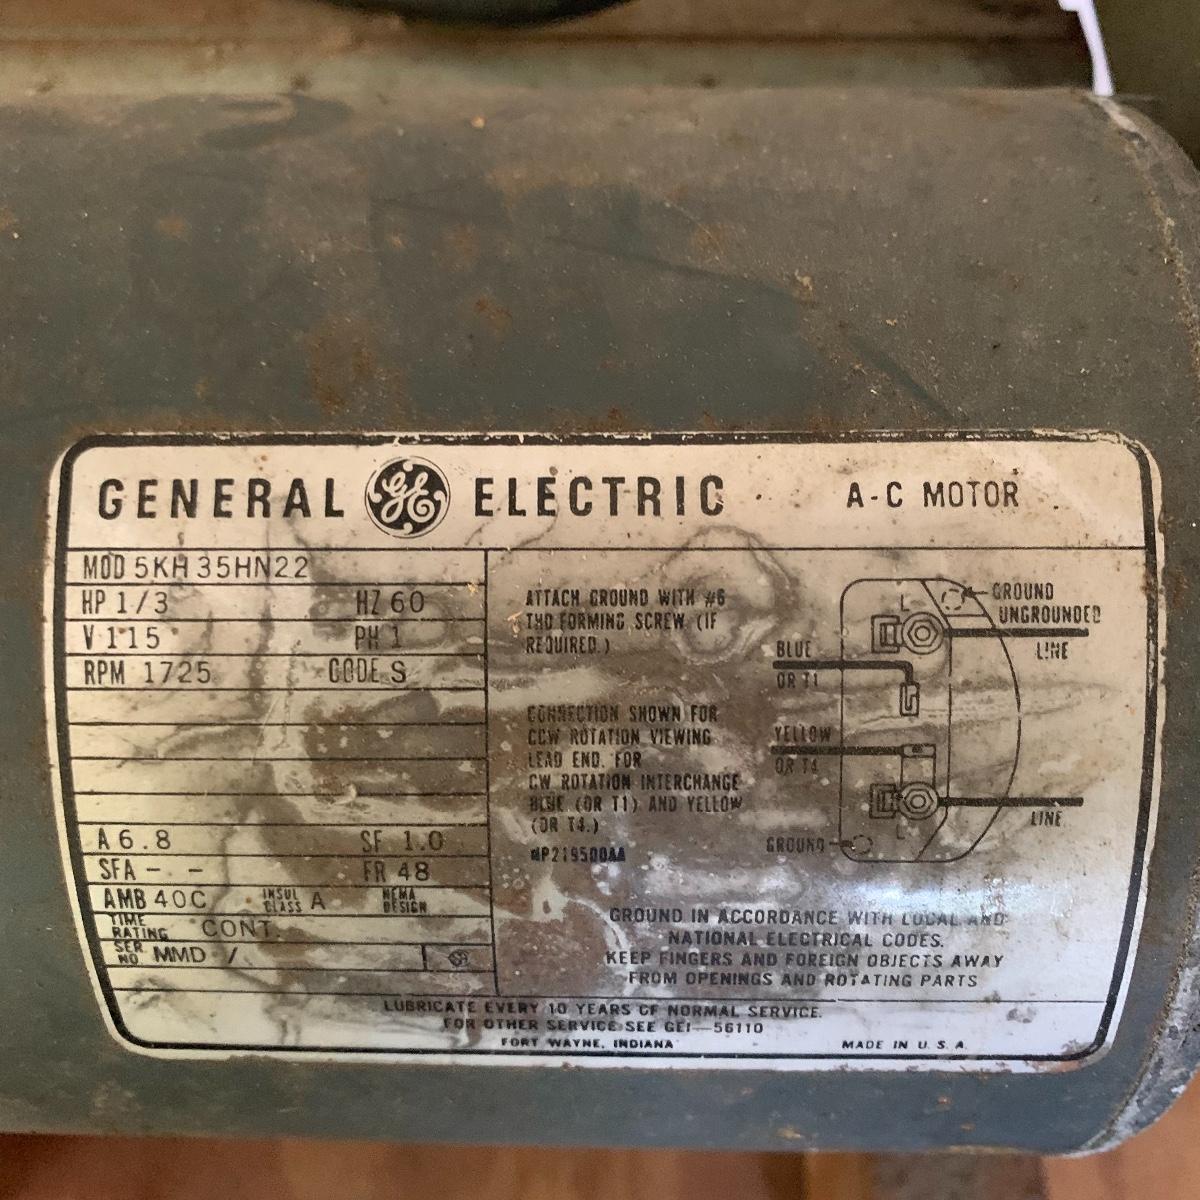 GENERAL GE ELECTRIC A-C MOTOR
MOD 5KH35HN22
HP 1/3 HZ 60
V 115 PH 1
RPM 1725 CODE S
A 6.8 SF 1.0
SFA - - FR 48
AMB 40C INSUL CLASS A NEMA DESIGN
TIME RATING CONT.
SER NO. MMD /
ATTACH GROUND WITH #6
THD FORMING SCREW (IF
REQUIRED.)
CONNECTION SHOWN FOR
CCW ROTATION VIEWING
LEAD END. FOR
CW ROTATION INTERCHANGE
BLUE (OR T1) AND YELLOW
(OR T4.)
NP219500AA
GROUND
L
UNGROUNDED
LINE
BLUE
OR T1
YELLOW
OR T4
LINE
L
GROUND
GROUND IN ACCORDANCE WITH LOCAL AND
NATIONAL ELECTRICAL CODES.
KEEP FINGERS AND FOREIGN OBJECTS AWAY
FROM OPENINGS AND ROTATING PARTS
LUBRICATE EVERY 10 YEARS OF NORMAL SERVICE.
FOR OTHER SERVICE SEE GEI-56110
FORT WAYNE, INDIANA MADE IN U.S.A.